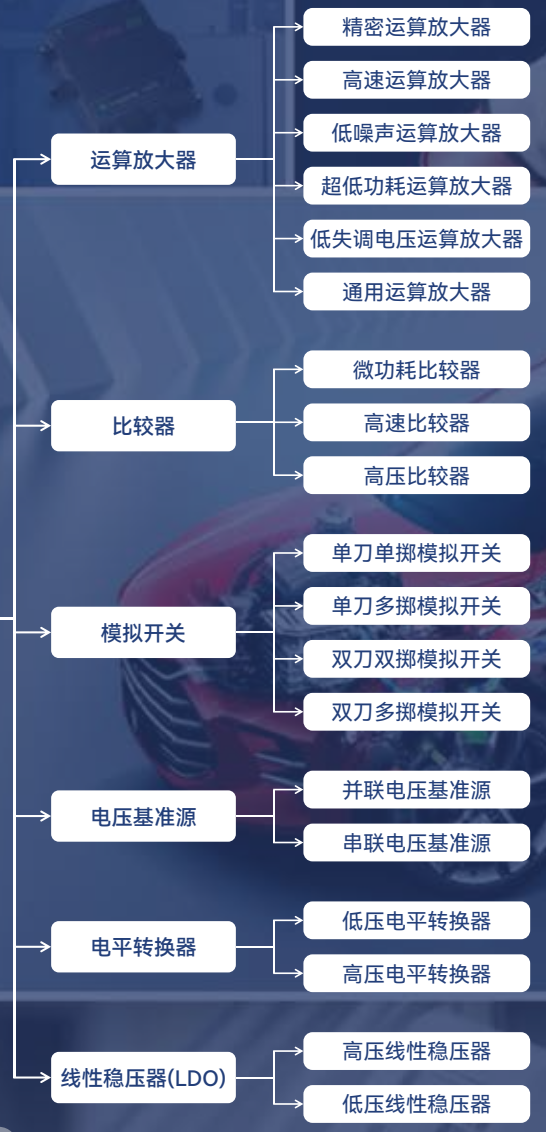 运算放大器
精密运算放大器
高速运算放大器
低噪声运算放大器
超低功耗运算放大器
低失调电压运算放大器
通用运算放大器
比较器
微功耗比较器
高速比较器
高压比较器
模拟开关
单刀单掷模拟开关
单刀多掷模拟开关
双刀双掷模拟开关
双刀多掷模拟开关
电压基准源
并联电压基准源
串联电压基准源
电平转换器
低压电平转换器
高压电平转换器
线性稳压器(LDO)
高压线性稳压器
低压线性稳压器